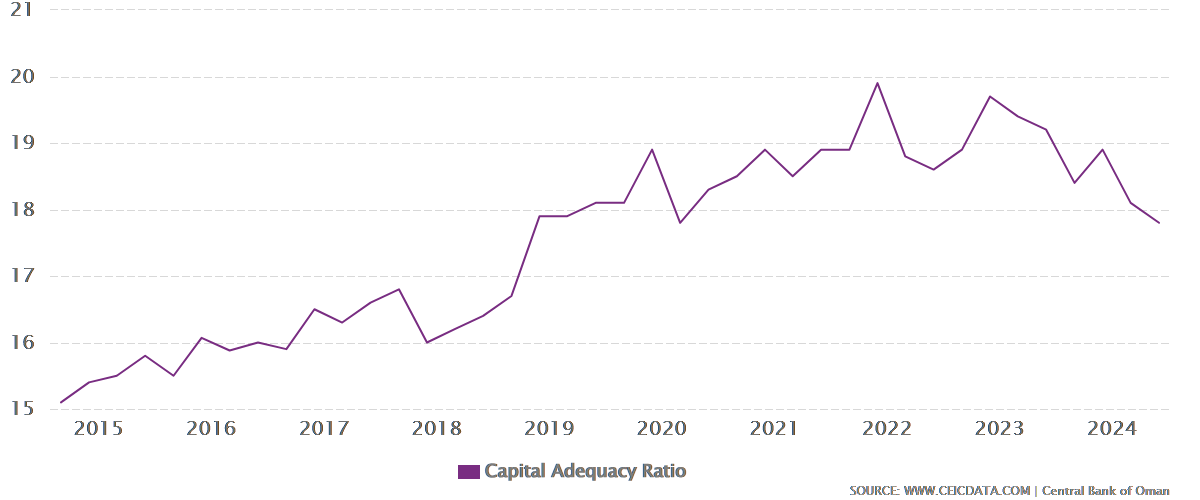 21
20
19
18
17
16
15
2015 2016 2017 2018 2019 2020 2021 2022 2023 2024
Capital Adequacy Ratio
SOURCE: WWW.CEICDATA.COM | Central Bank of Oman